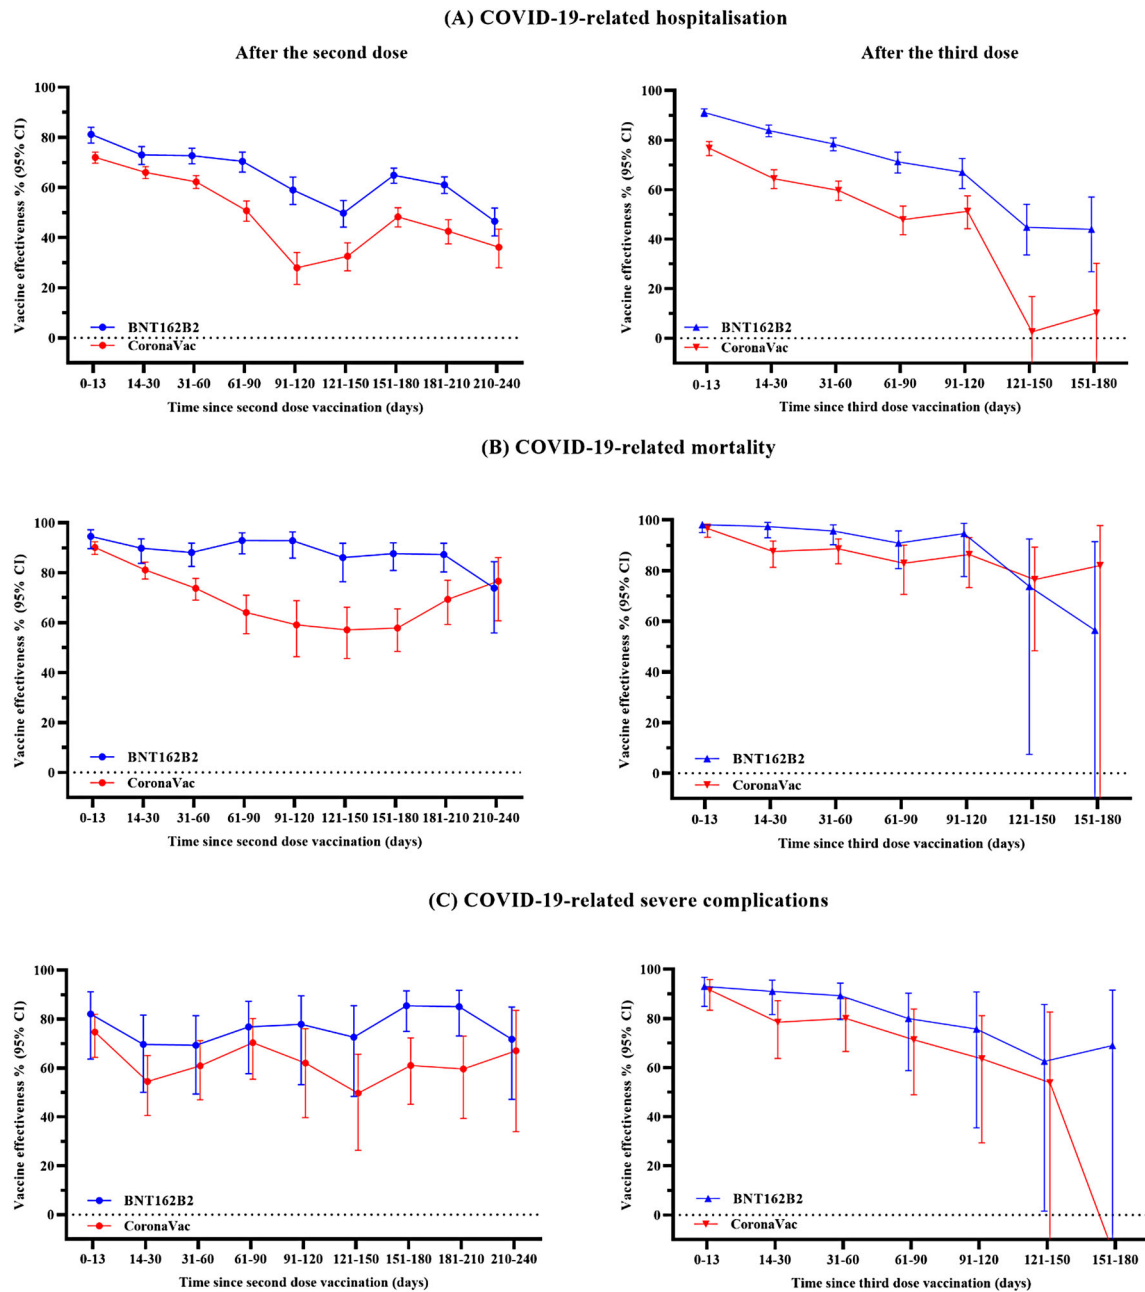 (A) COVID-19-related hospitalisation
After the second dose
After the third dose
Vaccine effectiveness % (95% CI)
100
80
60
40
20
0
BNT162B2
CoronaVac
0-13 14-30 31-60 61-90 91-120 121-150 151-180 181-210 210-240
Time since second dose vaccination (days)
Vaccine effectiveness % (95% CI)
100
80
60
40
20
0
BNT162B2
CoronaVac
0-13 14-30 31-60 61-90 91-120 121-150 151-180
Time since third dose vaccination (days)
(B) COVID-19-related mortality
Vaccine effectiveness % (95% CI)
100
80
60
40
20
0
BNT162B2
CoronaVac
0-13 14-30 31-60 61-90 91-120 121-150 151-180 181-210 210-240
Time since second dose vaccination (days)
Vaccine effectiveness % (95% CI)
100
80
60
40
20
0
BNT162B2
CoronaVac
0-13 14-30 31-60 61-90 91-120 121-150 151-180
Time since third dose vaccination (days)
(C) COVID-19-related severe complications
Vaccine effectiveness % (95% CI)
100
80
60
40
20
0
BNT162B2
CoronaVac
0-13 14-30 31-60 61-90 91-120 121-150 151-180 181-210 210-240
Time since second dose vaccination (days)
Vaccine effectiveness % (95% CI)
100
80
60
40
20
0
BNT162B2
CoronaVac
0-13 14-30 31-60 61-90 91-120 121-150 151-180
Time since third dose vaccination (days)